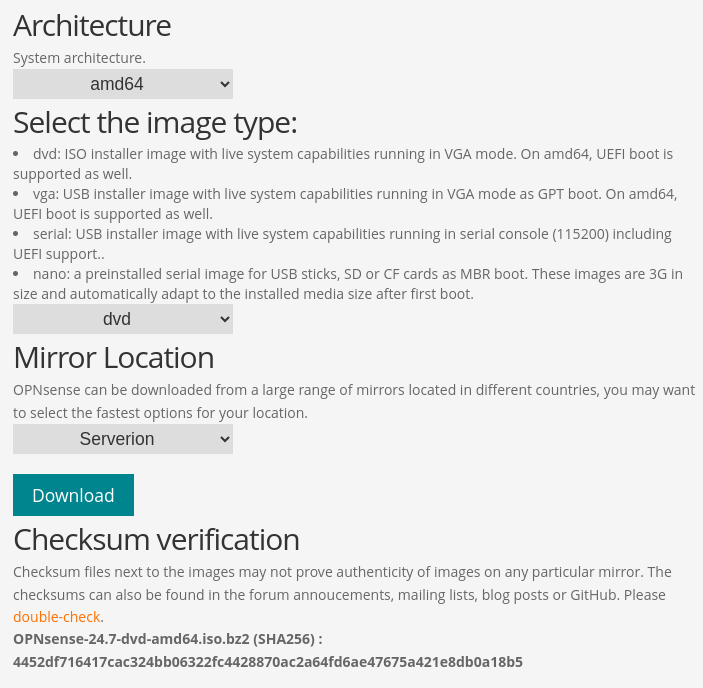 Architecture
System architecture.
amd64
Select the image type:
• dvd: ISO installer image with live system capabilities running in VGA mode. On amd64, UEFI boot is
supported as well.
• vga: USB installer image with live system capabilities running in VGA mode as GPT boot. On amd64,
UEFI boot is supported as well.
• serial: USB installer image with live system capabilities running in serial console (115200) including
UEFI support..
• nano: a preinstalled serial image for USB sticks, SD or CF cards as MBR boot. These images are 3G in
size and automatically adapt to the installed media size after first boot.
dvd
Mirror Location
OPNsense can be downloaded from a large range of mirrors located in different countries, you may want
to select the fastest options for your location.
Serverion
Download
Checksum verification
Checksum files next to the images may not prove authenticity of images on any particular mirror. The
checksums can also be found in the forum annoucements, mailing lists, blog posts or GitHub. Please
double-check.
OPNsense-24.7-dvd-amd64.iso.bz2 (SHA256) :
4452df716417cac324bb06322fc4428870ac2a64fd6ae47675a421e8db0a18b5